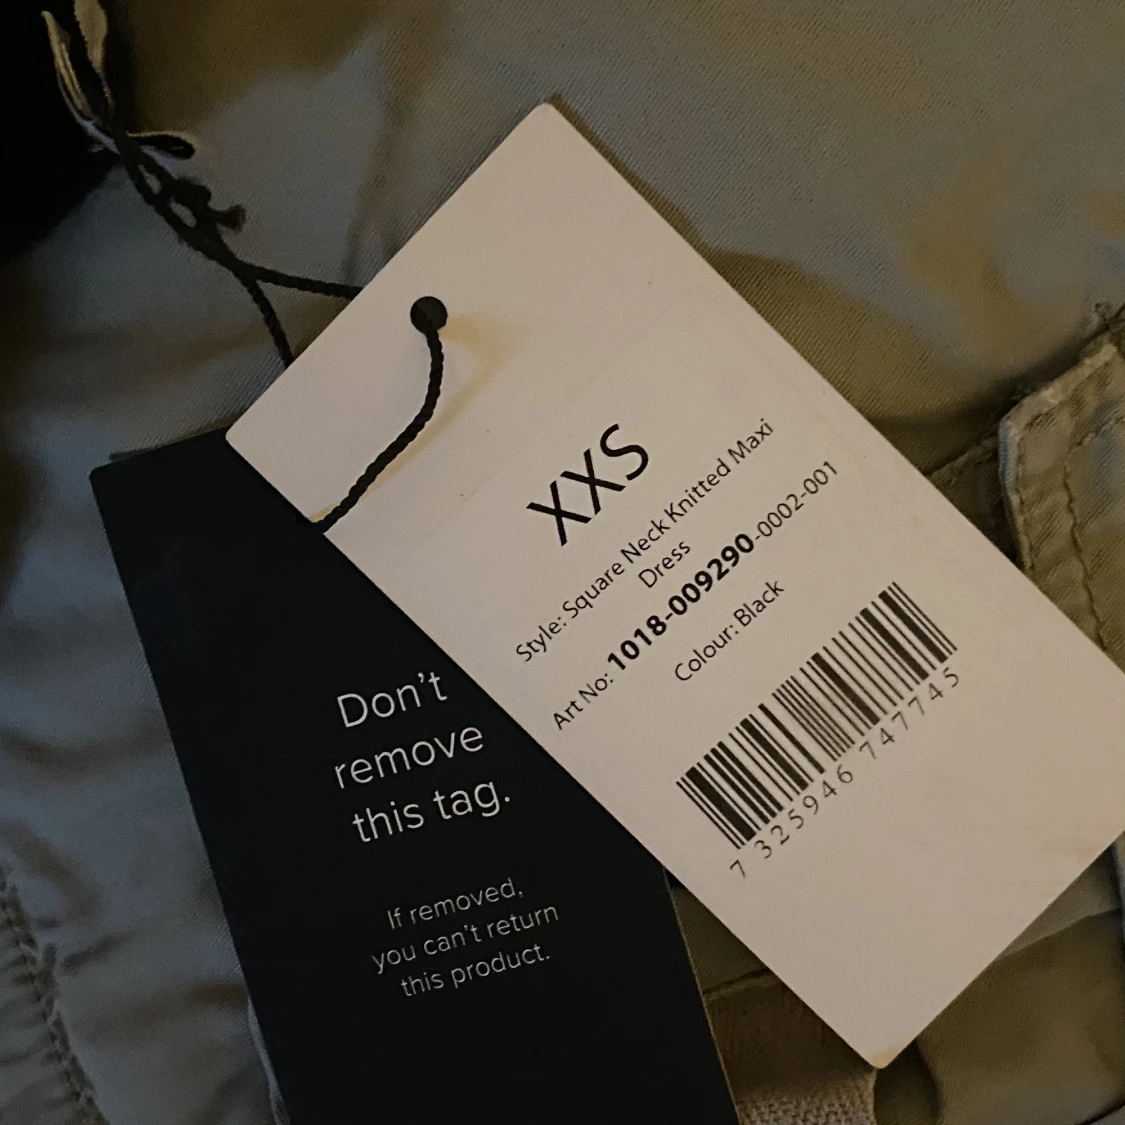 XXS
Style: Square Neck Knitted Maxi
Dress
Art No: 1018-009290-0002-001
Colour: Black
7 325946 747745
Don't
remove
this tag.
If removed,
you can't return
this product.